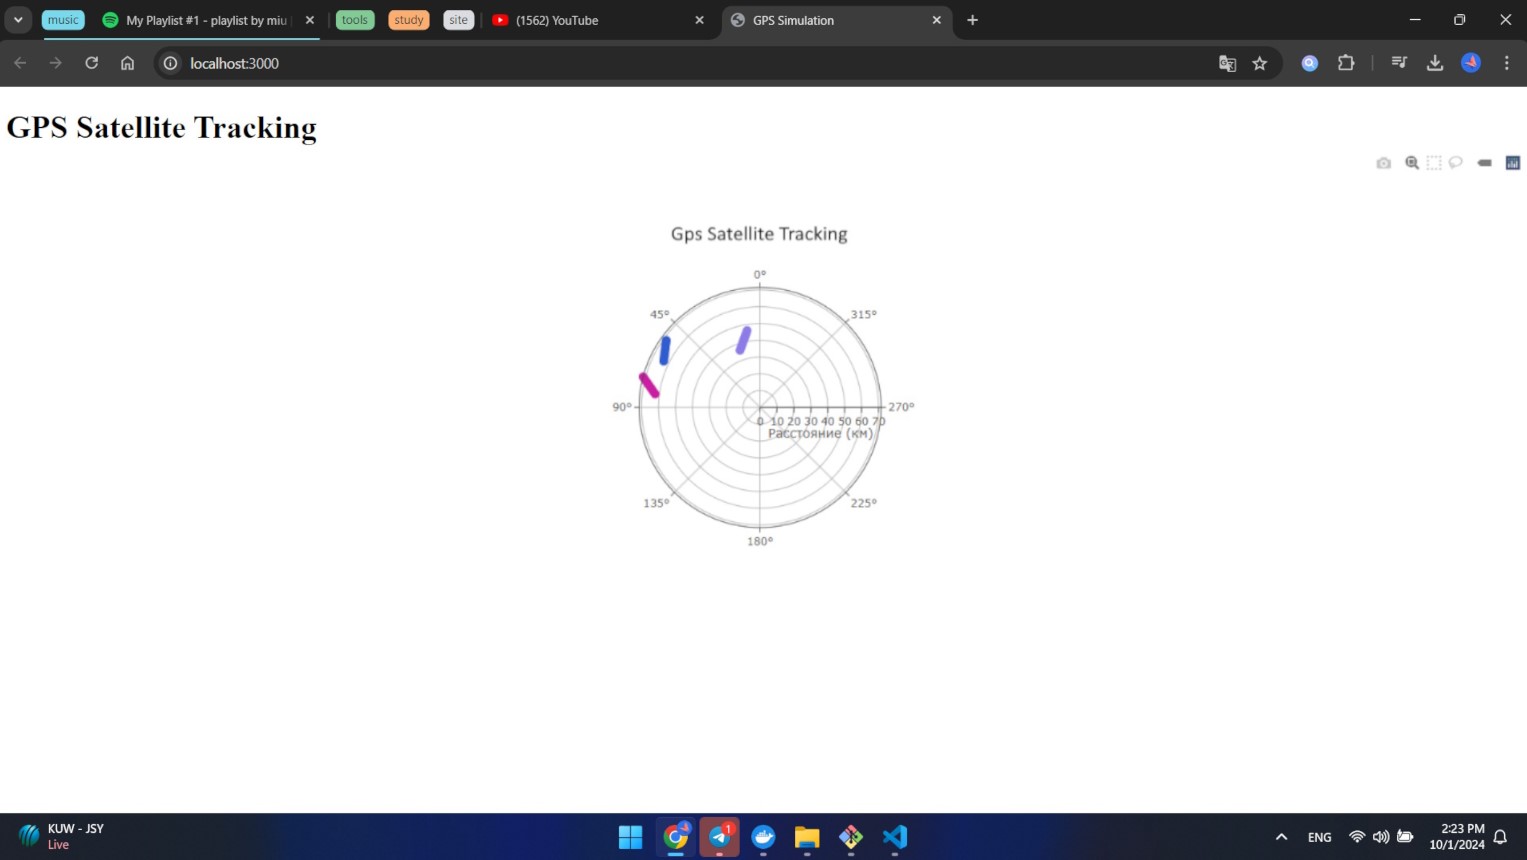 music
My Playlist #1 - playlist by miu
tools
study
site
(1562) YouTube
GPS Simulation
localhost:3000
GPS Satellite Tracking
Gps Satellite Tracking
0°
45°
315°
90°
270°
0 10 20 30 40 50 60 70
Расстояние (км)
135°
225°
180°
KUW - JSY
Live
1
ENG
2:23 PM
10/1/2024